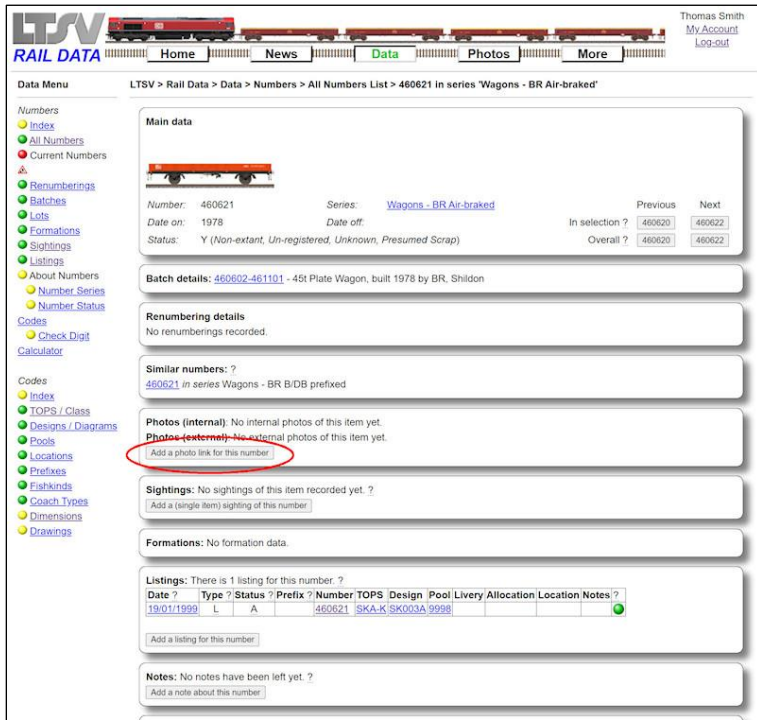 LTSV
RAIL DATA
Home
News
Data
Photos
More
Thomas Smith
My Account
Log-out
Data Menu
LTSV > Rail Data > Data > Numbers > All Numbers List > 460621 in series 'Wagons - BR Air-braked'
Numbers
Index
All Numbers
Current Numbers
Renumberings
Batches
Lots
Formations
Sightings
Listings
About Numbers
Number Series
Number Status
Codes
Check Digit
Calculator
Codes
Index
TOPS / Class
Designs / Diagrams
Pools
Locations
Prefixes
Fishkinds
Coach Types
Dimensions
Drawings
Main data
Number: 460621 Series: Wagons - BR Air-braked Previous Next
Date on: 1978 Date off: In selection ? 460620 460622
Status: Y (Non-extant, Un-registered, Unknown, Presumed Scrap) Overall ? 460620 460622
Batch details: 460602-461101 - 45t Plate Wagon, built 1978 by BR, Shildon
Renumbering details
No renumberings recorded.
Similar numbers: ?
460621 in series Wagons - BR B/DB prefixed
Photos (internal): No internal photos of this item yet.
Photos (external): No external photos of this item yet.
Add a photo link for this number
Sightings: No sightings of this item recorded yet. ?
Add a (single item) sighting of this number
Formations: No formation data.
Listings: There is 1 listing for this number. ?
Date ? Type ? Status ? Prefix ? Number TOPS Design Pool Livery Allocation Location Notes ?
19/01/1999 L A 460621 SKA-K SK003A 9998
Add a listing for this number
Notes: No notes have been left yet. ?
Add a note about this number